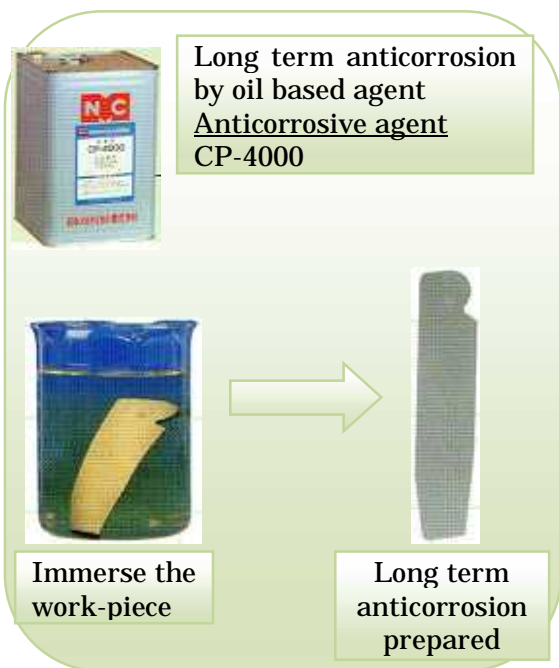 Long term anticorrosion
by oil based agent
Anticorrosive agent
CP-4000
NC
CP-4000
Immerse the
work-piece
Long term
anticorrosion
prepared